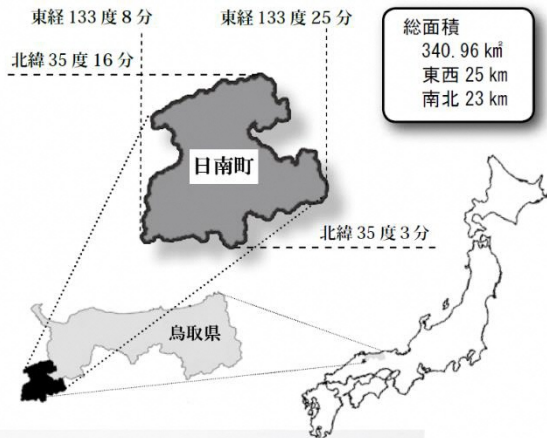 東経 133 度 8 分
東経 133 度 25 分
北緯 35 度 16 分
総面積
340.96 ㎢
東西 25 km
南北 23 km
日南町
北緯 35 度 3 分
鳥取県